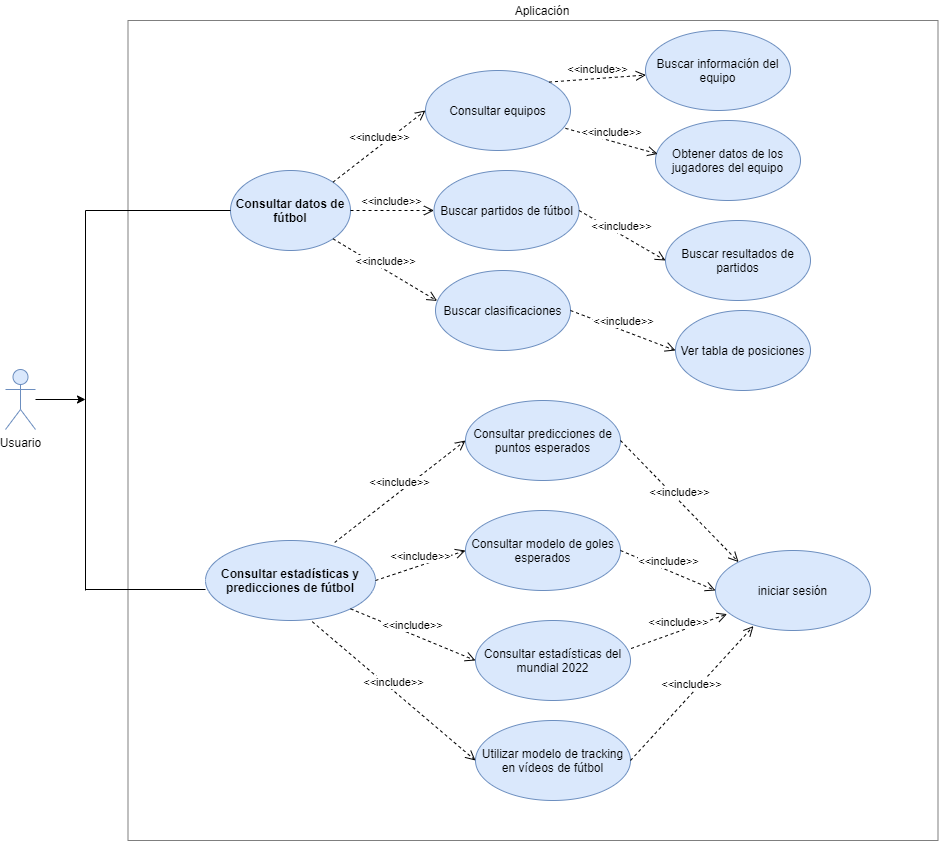 Aplicación
<<include>>
Buscar información del
equipo
Consultar equipos
<<include>>
<<include>>
Obtener datos de los
jugadores del equipo
Consultar datos de
fútbol
<<include>>
Buscar partidos de fútbol
<<include>>
Buscar resultados de
partidos
<<include>>
Buscar clasificaciones
<<include>>
Ver tabla de posiciones
Usuario
Consultar predicciones de
puntos esperados
<<include>>
<<include>>
Consultar modelo de goles
esperados
<<include>>
<<include>>
Consultar estadísticas y
predicciones de fútbol
iniciar sesión
<<include>>
<<include>>
Consultar estadísticas del
mundial 2022
<<include>>
<<include>>
Utilizar modelo de tracking
en vídeos de fútbol